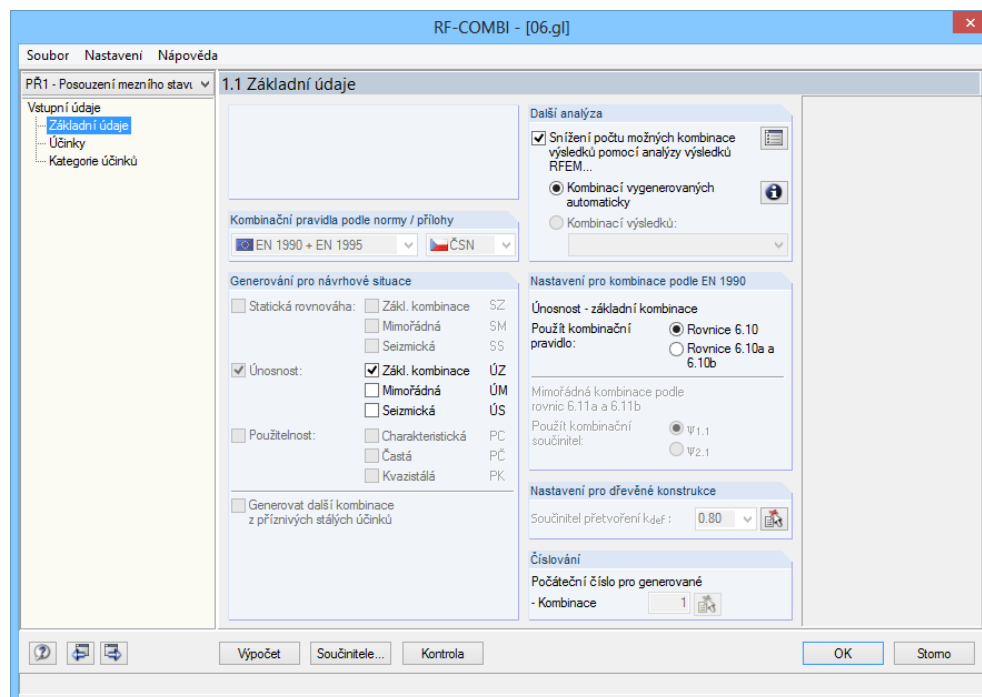 RF-COMBI - [06.gl]
Soubor Nastavení Nápověda
PŘ1 - Posouzení mezního stavu
1.1 Základní údaje
Vstupní údaje
Základní údaje
Účinky
Kategorie účinků
Kombinační pravidla podle normy / přílohy
EN 1990 + EN 1995
ČSN
Generování pro návrhové situace
Statická rovnováha:
Zákl. kombinace SZ
Mimořádná SM
Seizmická SS
Únosnost:
Zákl. kombinace ÚZ
Mimořádná ÚM
Seizmická ÚS
Použitelnost:
Charakteristická PC
Častá PČ
Kvazistálá PK
Generovat další kombinace
z příznivých stálých účinků
Další analýza
Snížení počtu možných kombinace
výsledků pomocí analýzy výsledků
RFEM...
Kombinací vygenerovaných
automaticky
Kombinací výsledků:
Nastavení pro kombinace podle EN 1990
Únosnost - základní kombinace
Použít kombinační
pravidlo:
Rovnice 6.10
Rovnice 6.10a a
6.10b
Mimořádná kombinace podle
rovnic 6.11a a 6.11b
Použít kombinační
součinitel:
Ψ1.1
Ψ2.1
Nastavení pro dřevěné konstrukce
Součinitel přetvoření kdef : 0.80
Číslování
Počáteční číslo pro generované
- Kombinace 1
Výpočet
Součinitele...
Kontrola
OK
Storno